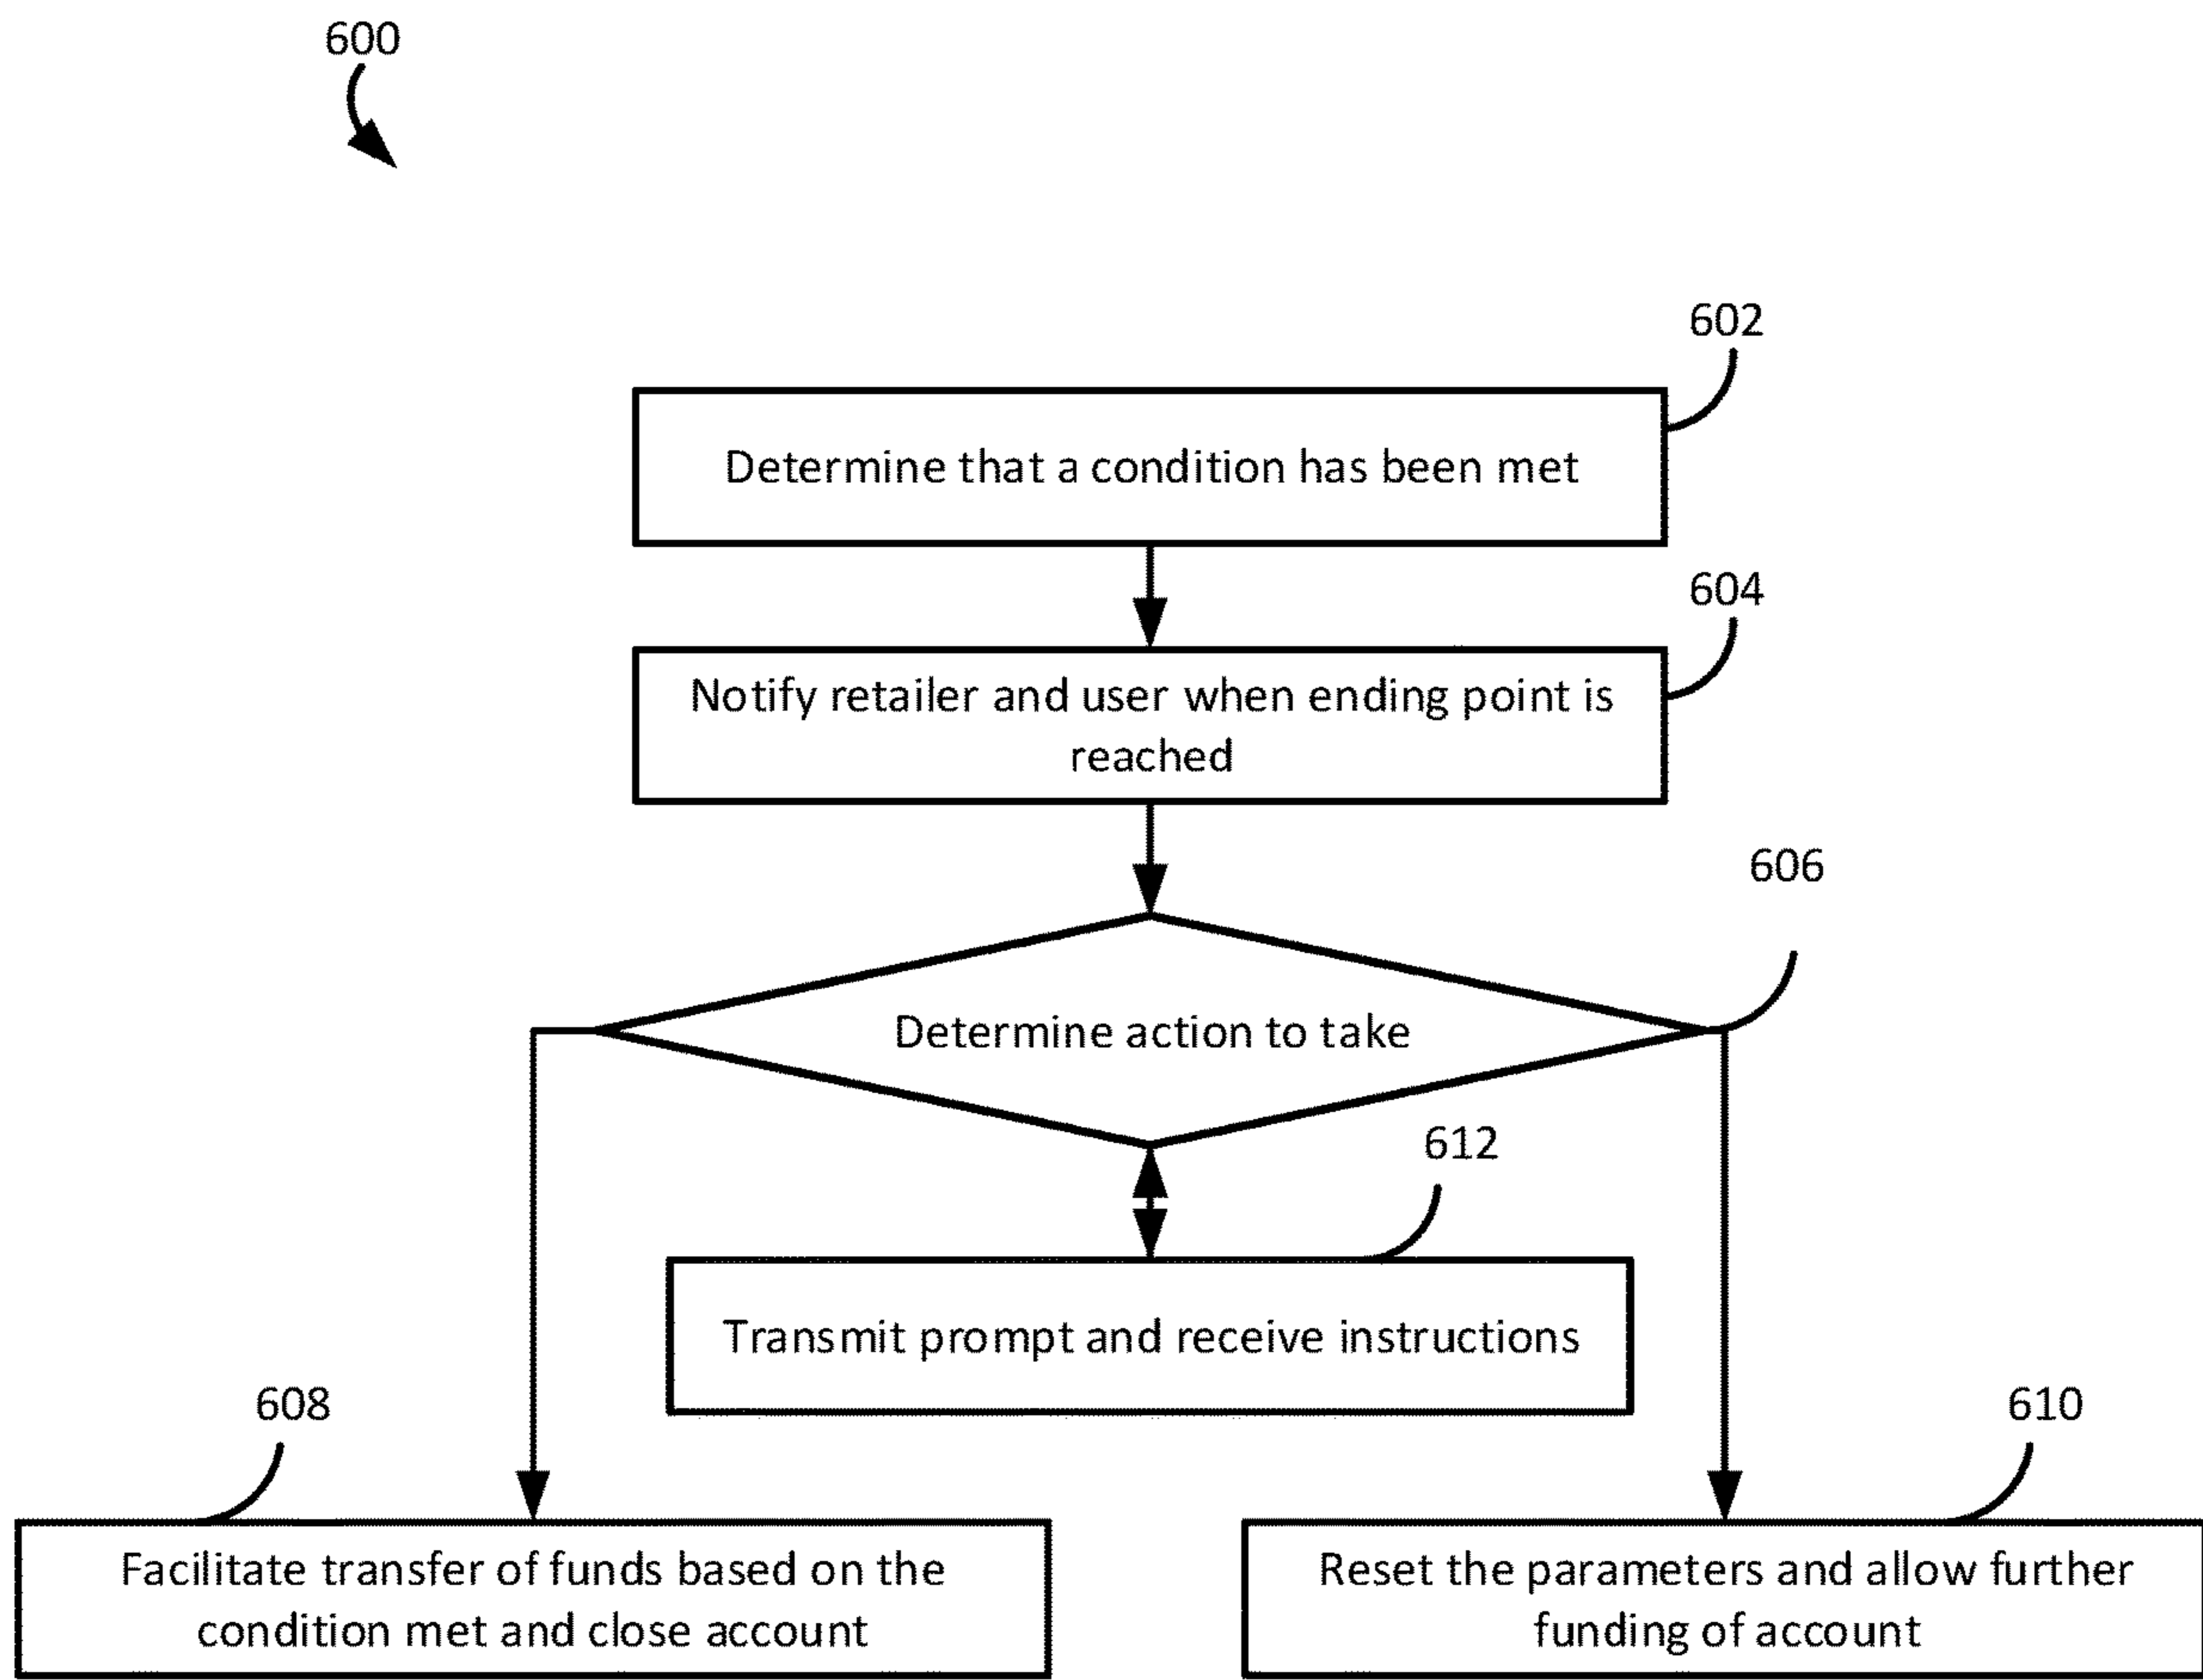 600
602
Determine that a condition has been met
604
Notify retailer and user when ending point is
reached
606
Determine action to take
612
Transmit prompt and receive instructions
608
610
Facilitate transfer of funds based on the
condition met and close account
Reset the parameters and allow further
funding of account